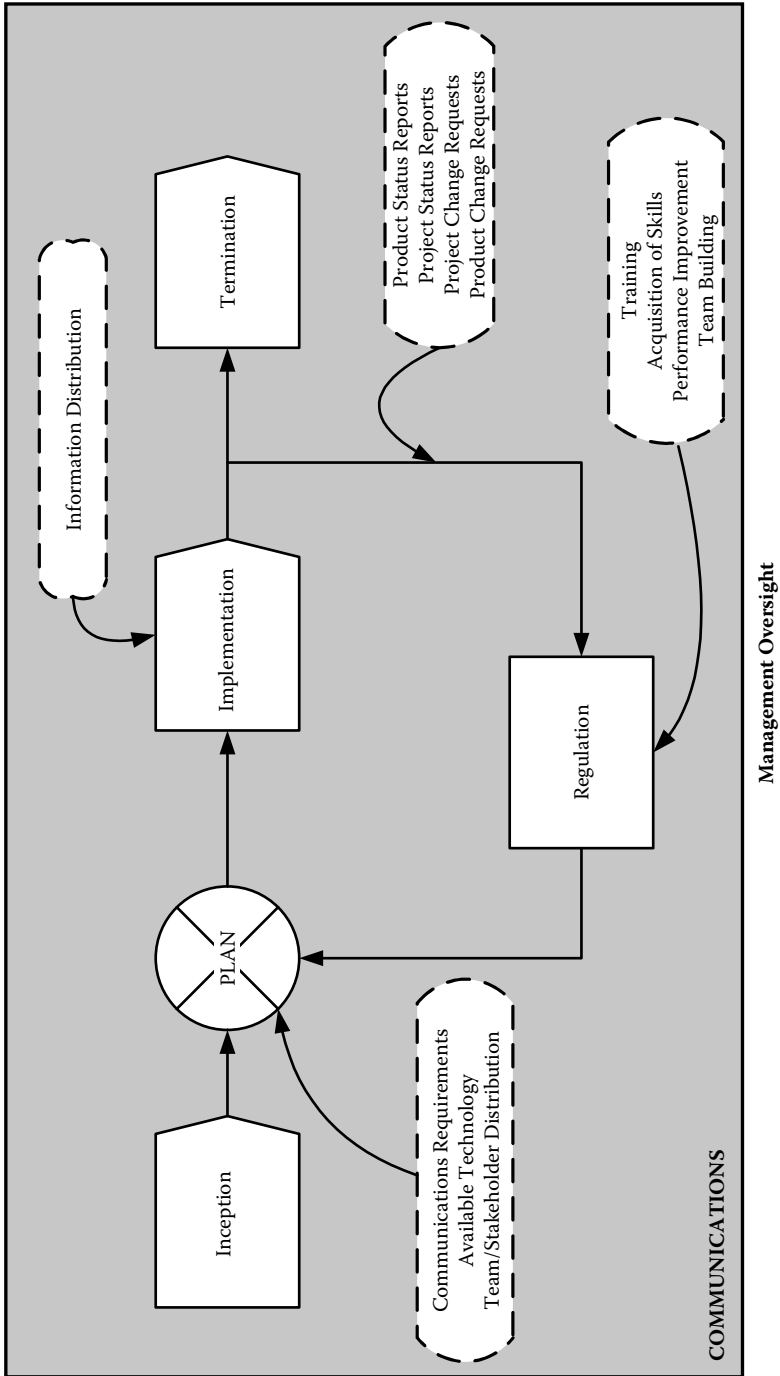 Information Distribution
Inception
PLAN
Implementation
Termination
Communications Requirements
Available Technology
Team/Stakeholder Distribution
Product Status Reports
Project Status Reports
Project Change Requests
Product Change Requests
Regulation
Training
Acquisition of Skills
Performance Improvement
Team Building
COMMUNICATIONS
Management Oversight